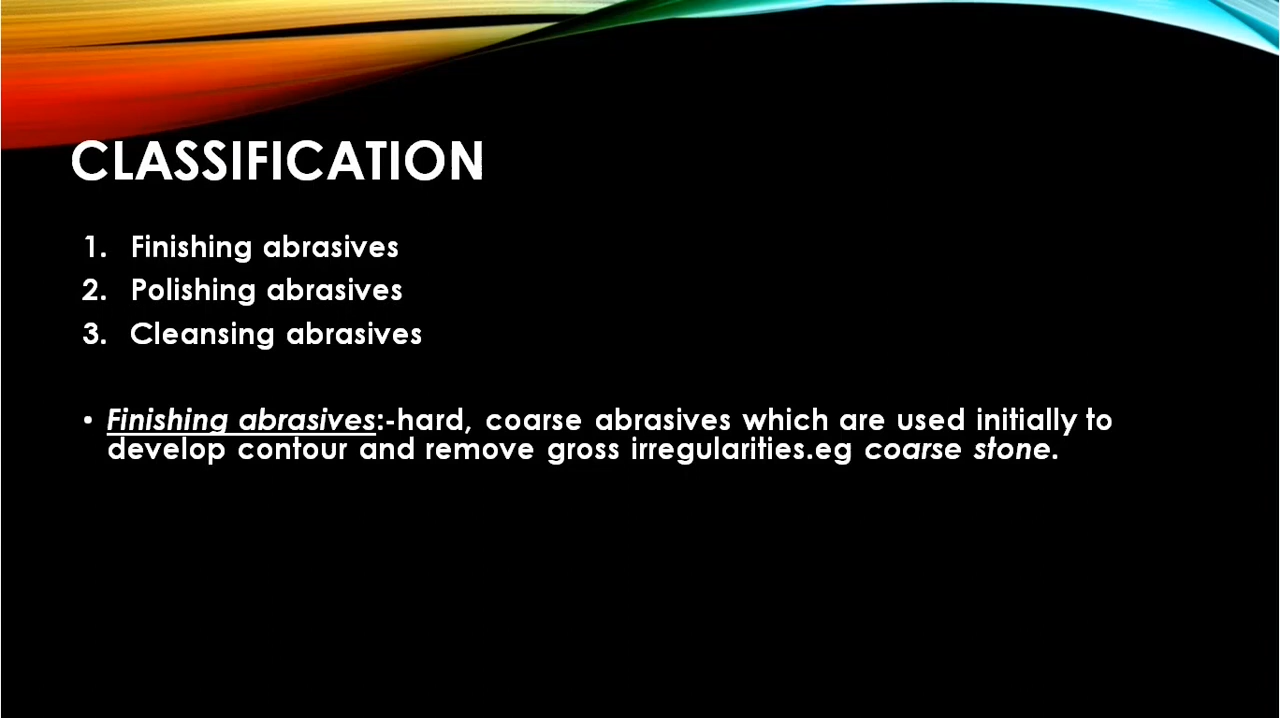 CLASSIFICATION
1. Finishing abrasives
2. Polishing abrasives
3. Cleansing abrasives
• Finishing abrasives:-hard, coarse abrasives which are used initially to
develop contour and remove gross irregularities.eg coarse stone.